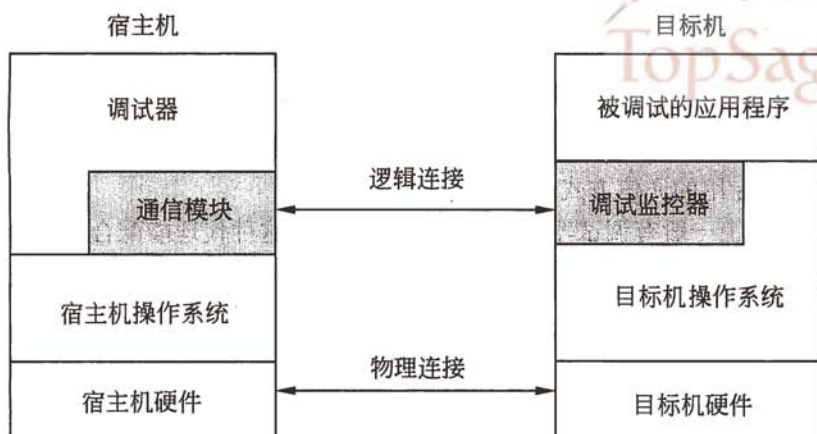 宿主机
目标机
TopSag
调试器
被调试的应用程序
通信模块
逻辑连接
调试监控器
宿主机操作系统
目标机操作系统
物理连接
宿主机硬件
目标机硬件